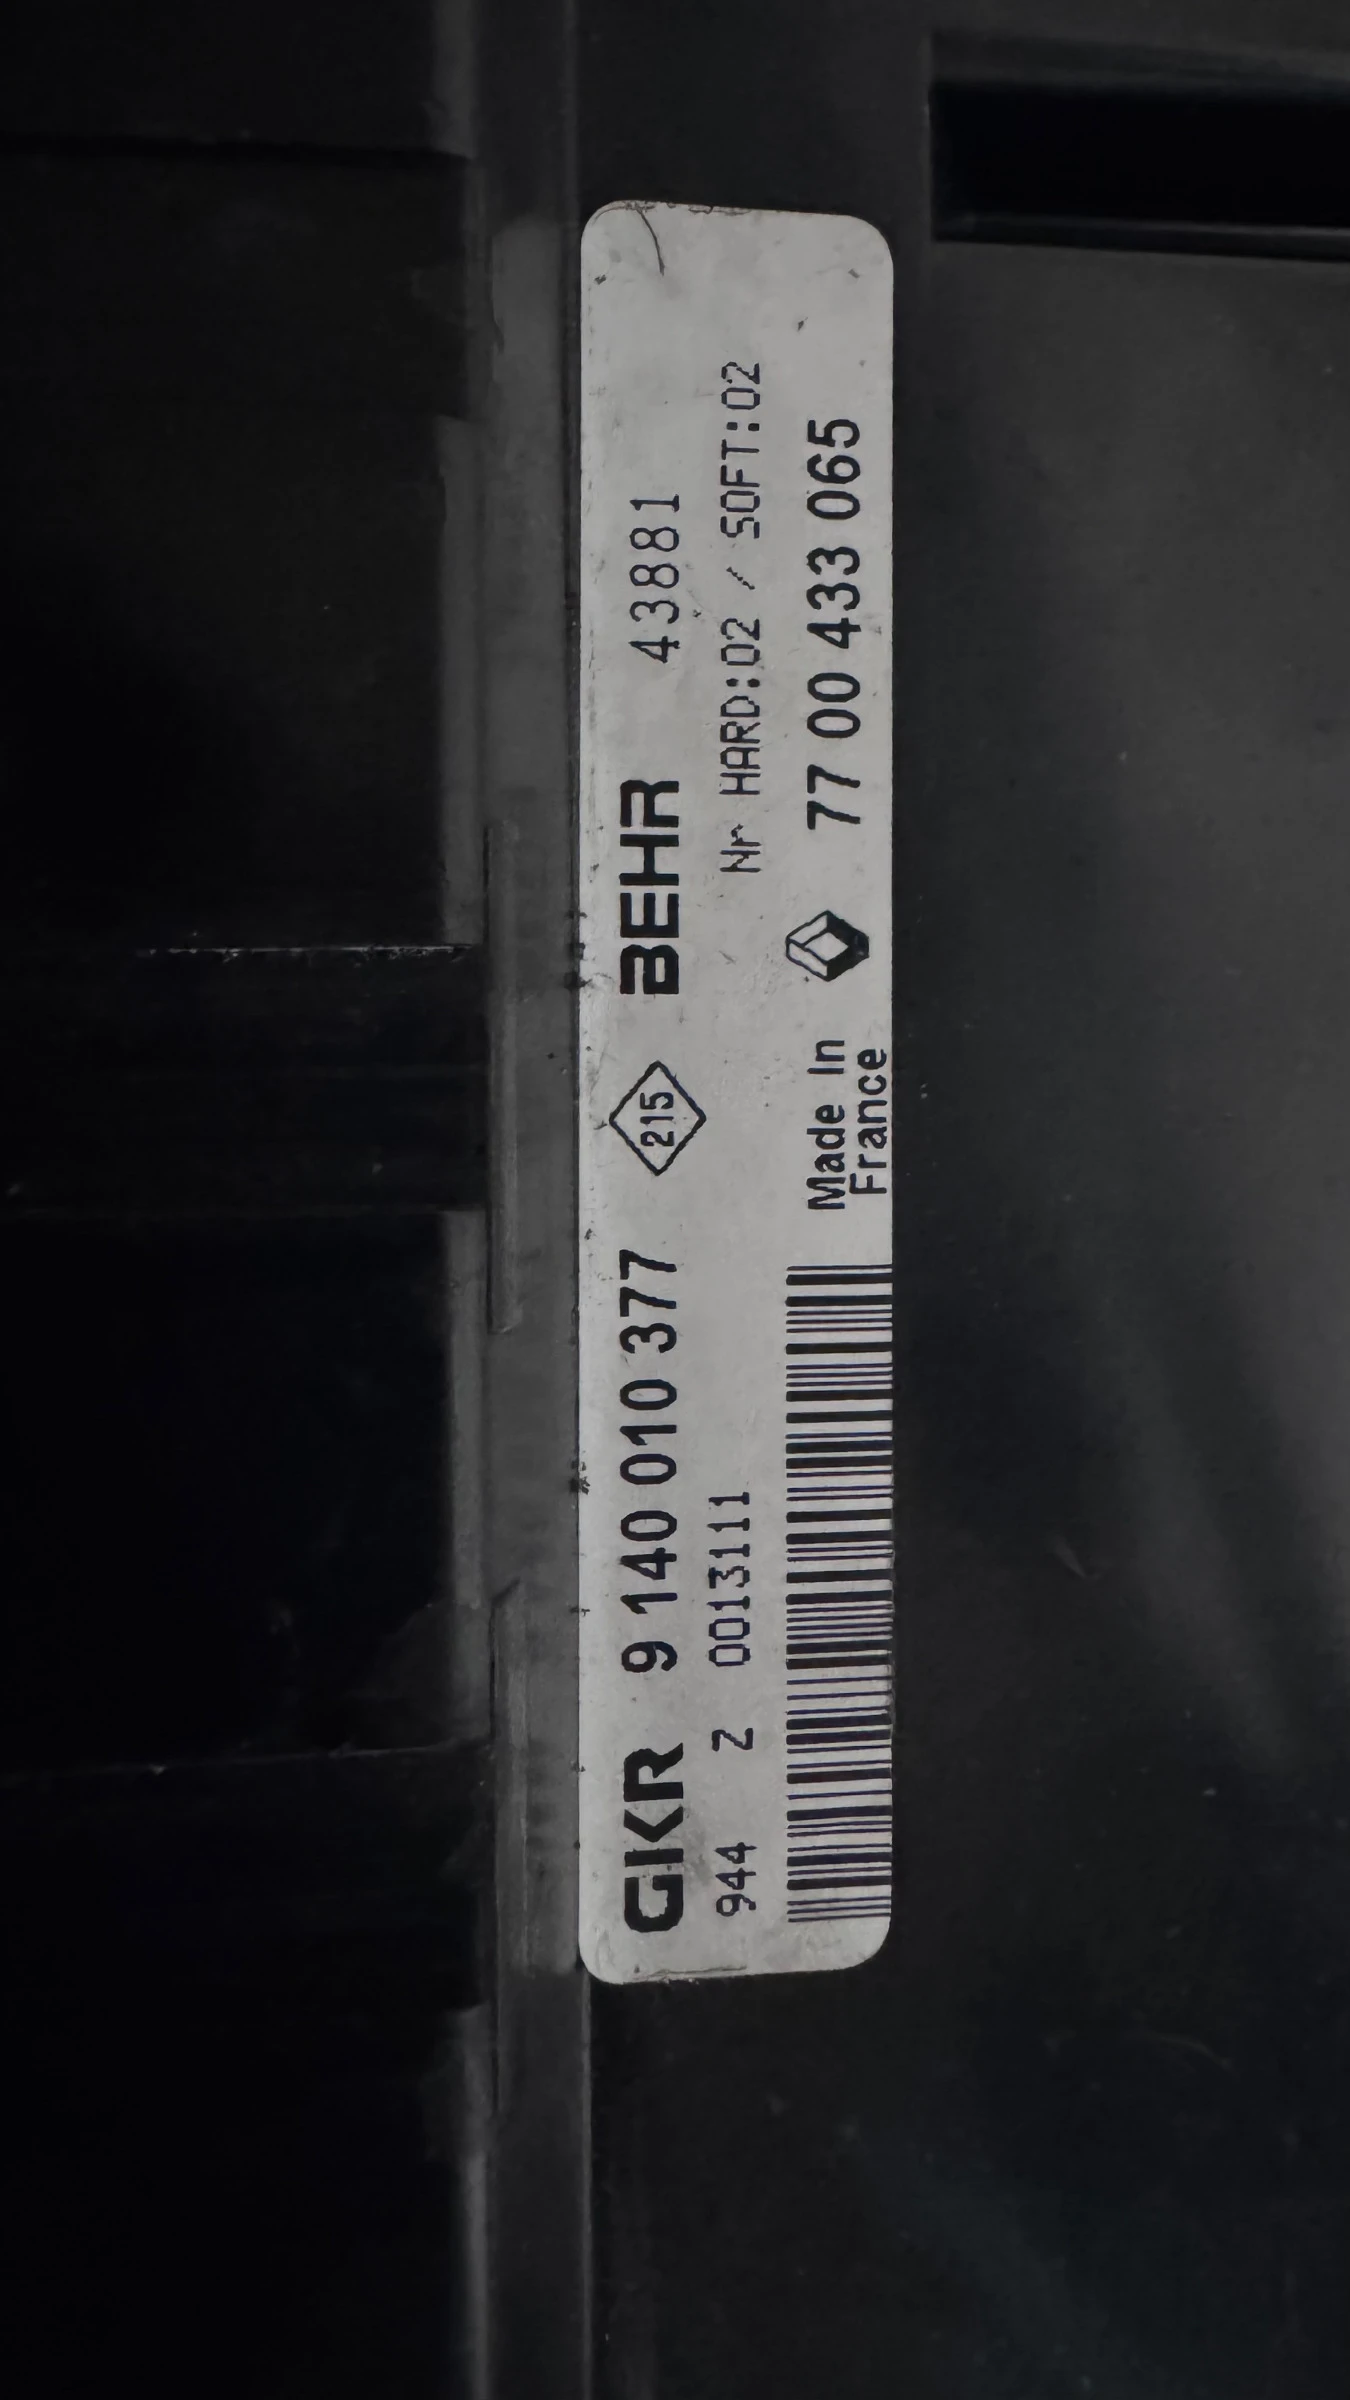 GKR 9 140 010 377 215 BEHR 43881
944 Z 0013111 Nr HARD:02 / SOFT:02
Made In France 77 00 433 065